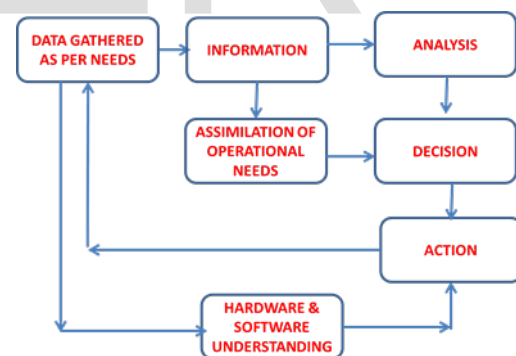 DATA GATHERED
AS PER NEEDS
INFORMATION
ANALYSIS
ASSIMILATION OF
OPERATIONAL
NEEDS
DECISION
ACTION
HARDWARE &
SOFTWARE
UNDERSTANDING